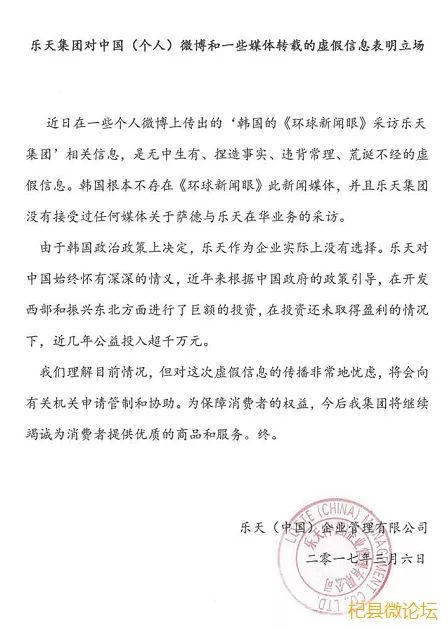 乐天集团对中国（个人）微博和一些媒体转载的虚假信息表明立场
近日在一些个人微博上传出的‘韩国的《环球新闻眼》采访乐天
集团’相关信息，是无中生有、捏造事实、违背常理、荒诞不经的虚
假信息。韩国根本不存在《环球新闻眼》此新闻媒体，并且乐天集团
没有接受过任何媒体关于萨德与乐天在华业务的采访。
由于韩国政治政策上决定，乐天作为企业实际上没有选择。乐天对
中国始终怀有深深的情义，近年来根据中国政府的政策引导，在开发
西部和振兴东北方面进行了巨额的投资，在投资还未取得盈利的情况
下，近几年公益投入超千万元。
我们理解目前情况，但对这次虚假信息的传播非常地忧虑，将会向
有关机关申请管制和协助。为保障消费者的权益，今后我集团将继续
竭诚为消费者提供优质的商品和服务。终。
乐天（中国）企业管理有限公司
二零一七年三月六日
LOTTE (CHINA) MANAGEMENT CO., LTD.
乐天(中国)企业管理有限公司
杞县微论坛